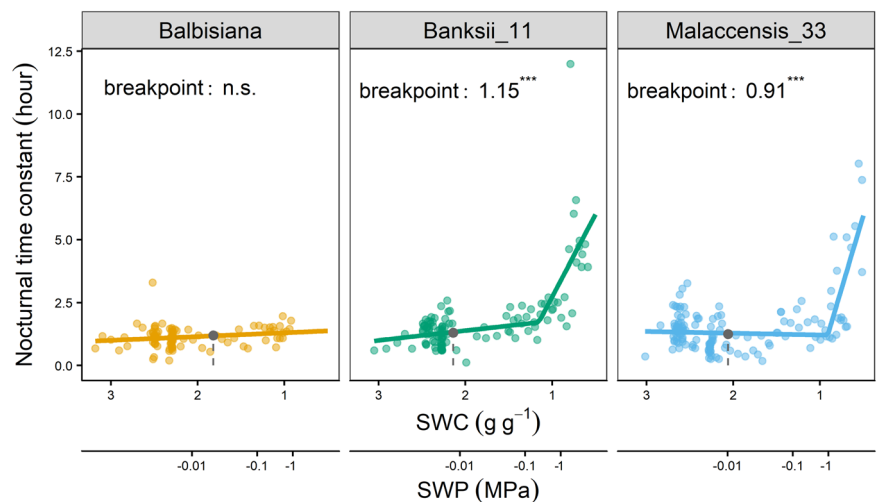 Balbisiana
Banksii_11
Malaccensis_33
Nocturnal time constant (hour)
12.5
10.0
7.5
5.0
2.5
0.0
breakpoint: n.s.
breakpoint: 1.15***
breakpoint: 0.91***
3 2 1
3 2 1
3 2 1
SWC (g g⁻¹)
-0.01 -0.1 -1
-0.01 -0.1 -1
-0.01 -0.1 -1
SWP (MPa)